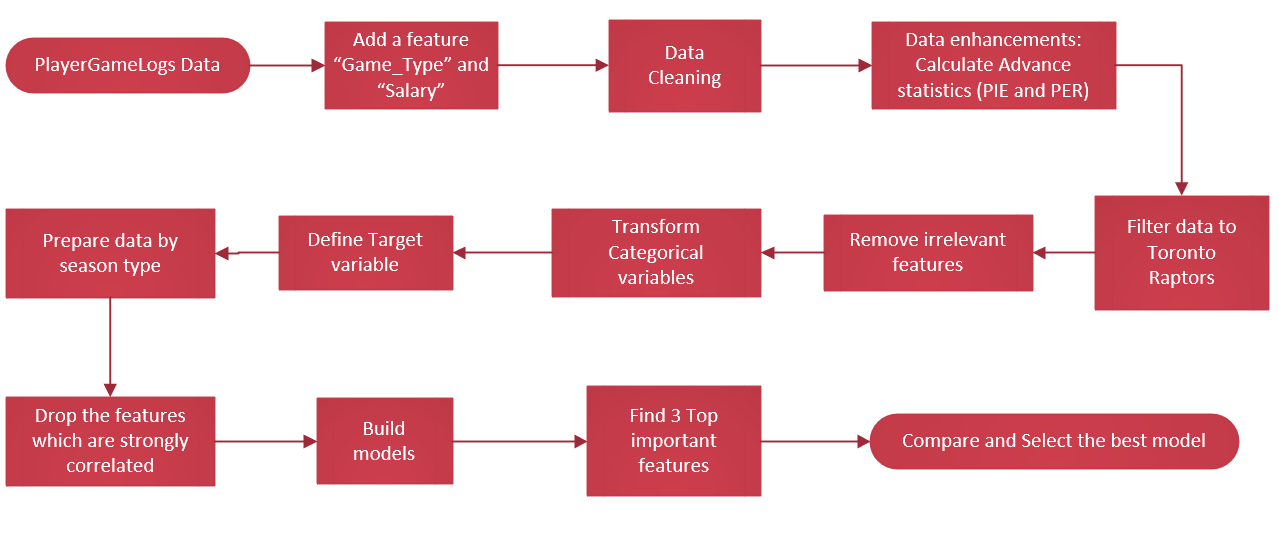 PlayerGameLogs Data
Add a feature
“Game_Type” and
“Salary”
Data
Cleaning
Data enhancements:
Calculate Advance
statistics (PIE and PER)
Filter data to
Toronto
Raptors
Remove irrelevant
features
Transform
Categorical
variables
Define Target
variable
Prepare data by
season type
Drop the features
which are strongly
correlated
Build
models
Find 3 Top
important
features
Compare and Select the best model